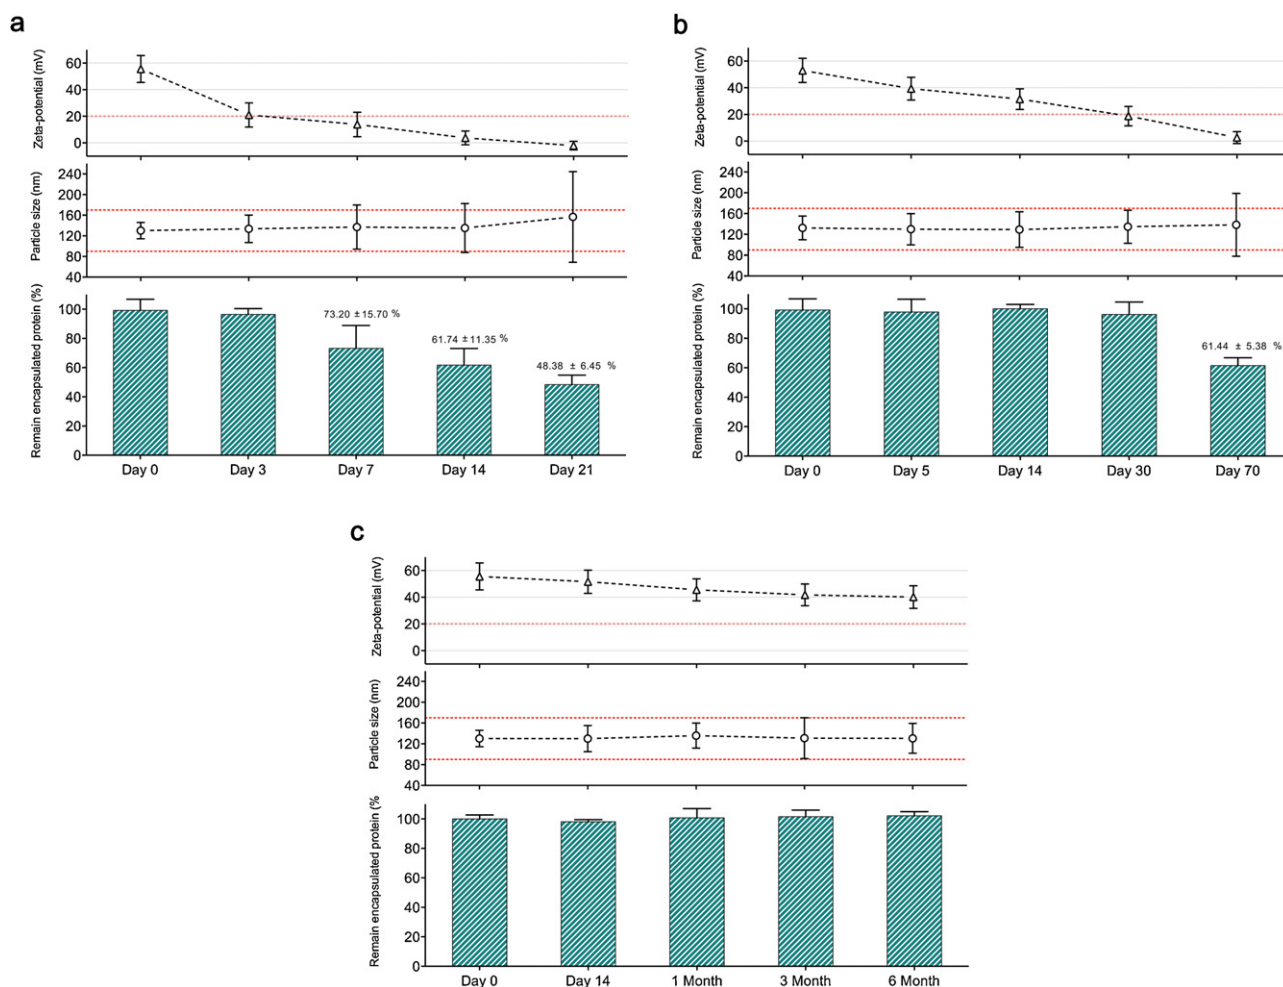 a
Zeta-potential (mV)
60
40
20
0
Particle size (nm)
240
200
160
120
80
40
Remain encapsulated protein (%)
100
80
60
40
20
0
73.20 ±15.70 %
61.74 ±11.35 %
48.38 ± 6.45 %
Day 0 Day 3 Day 7 Day 14 Day 21
b
Zeta-potential (mV)
60
40
20
0
Particle size (nm)
240
200
160
120
80
40
Remain encapsulated protein (%)
100
80
60
40
20
0
61.44 ± 5.38 %
Day 0 Day 5 Day 14 Day 30 Day 70
c
Zeta-potential (mV)
60
40
20
0
Particle size (nm)
240
200
160
120
80
40
Remain encapsulated protein (%
100
80
60
40
20
0
Day 0 Day 14 1 Month 3 Month 6 Month